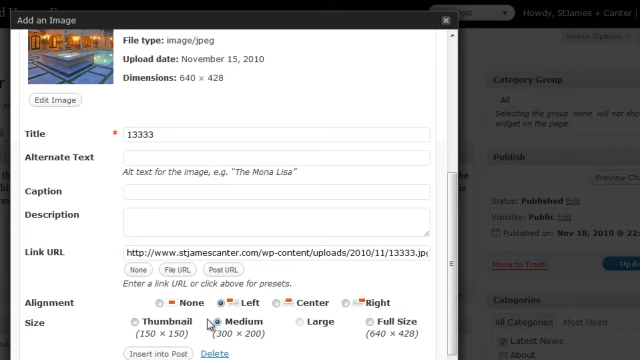 Add an Image
Post
Howdy, StJames + Canter
Screen Options
File type: image/jpeg
Upload date: November 15, 2010
Dimensions: 640 × 428
Edit Image
Category Group
All
Selecting the group 'none' will not sho
widget on the page.
Title * 13333
Alternate Text
Alt text for the image, e.g. "The Mona Lisa"
Caption
Description
Link URL http://www.stjamescanter.com/wp-content/uploads/2010/11/13333.jpg
None File URL Post URL
Enter a link URL or click above for presets.
Alignment None Left Center Right
Size Thumbnail Medium Large Full Size
(150 × 150) (300 × 200) (640 × 428)
Insert into Post Delete
Publish
Preview Ch
Status: Published Edit
Visibility: Public Edit
Published on: Nov 18, 2010 @ 22:
Move to Trash Upda
Categories
All Categories Most Used
Latest News
About